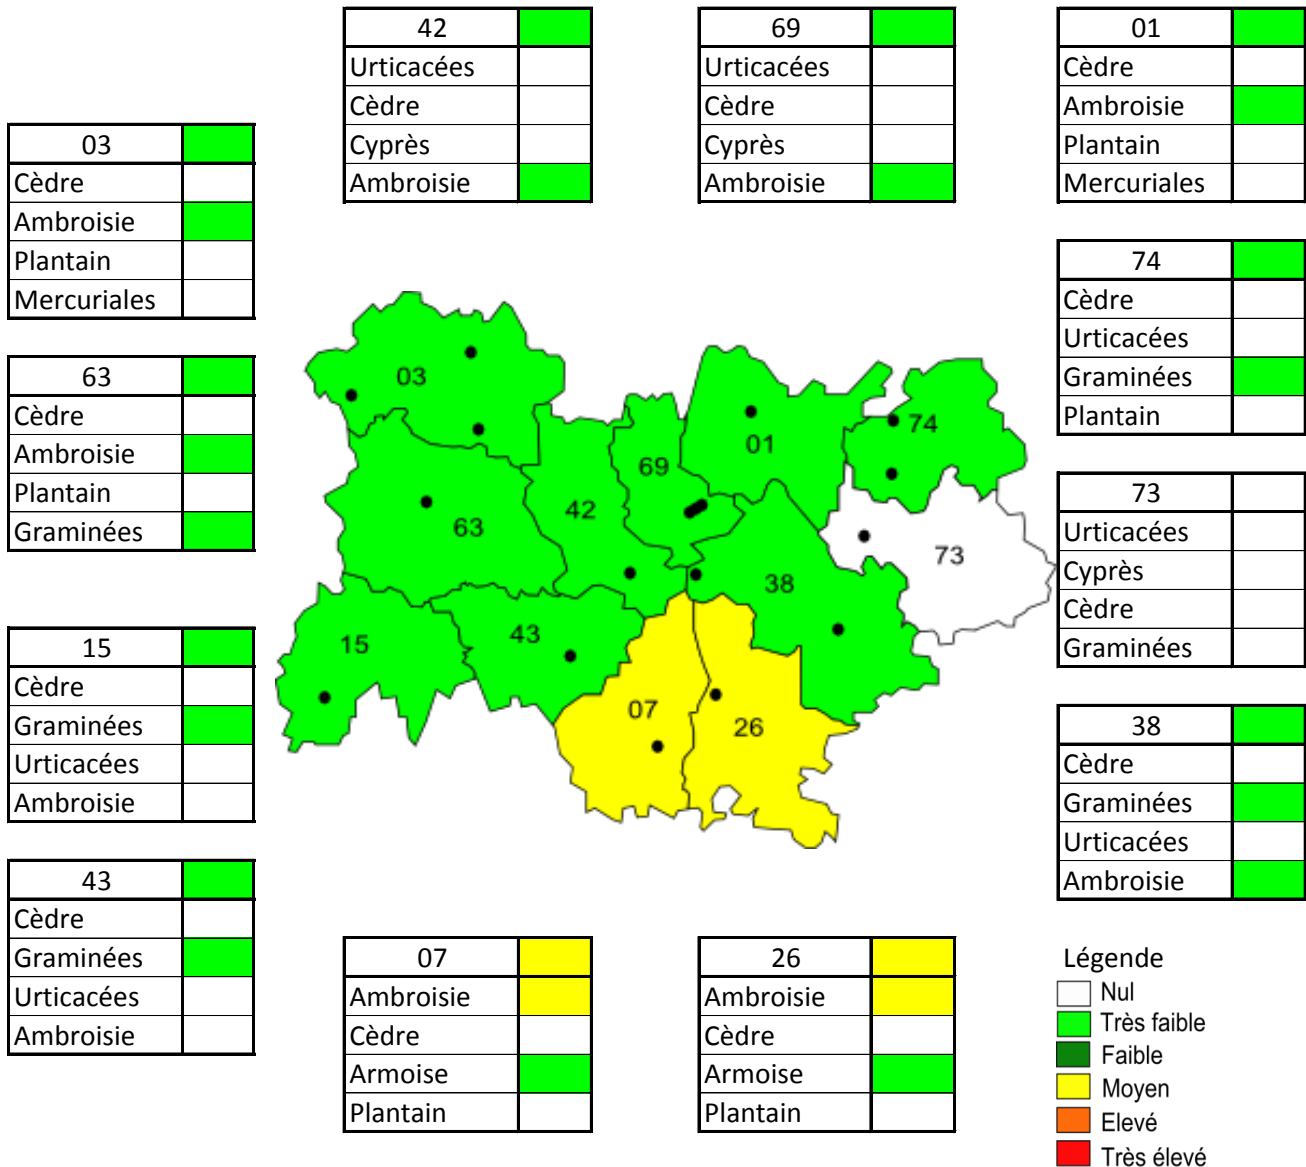 42
Urticacées
Cèdre
Cyprès
Ambroisie
69
Urticacées
Cèdre
Cyprès
Ambroisie
01
Cèdre
Ambroisie
Plantain
Mercuriales
03
Cèdre
Ambroisie
Plantain
Mercuriales
74
Cèdre
Urticacées
Graminées
Plantain
63
Cèdre
Ambroisie
Plantain
Graminées
73
Urticacées
Cyprès
Cèdre
Graminées
15
Cèdre
Graminées
Urticacées
Ambroisie
38
Cèdre
Graminées
Urticacées
Ambroisie
43
Cèdre
Graminées
Urticacées
Ambroisie
07
Ambroisie
Cèdre
Armoise
Plantain
26
Ambroisie
Cèdre
Armoise
Plantain
03
74
01
69
42
63
73
38
43
15
07
26
Légende
Nul
Très faible
Faible
Moyen
Elevé
Très élevé